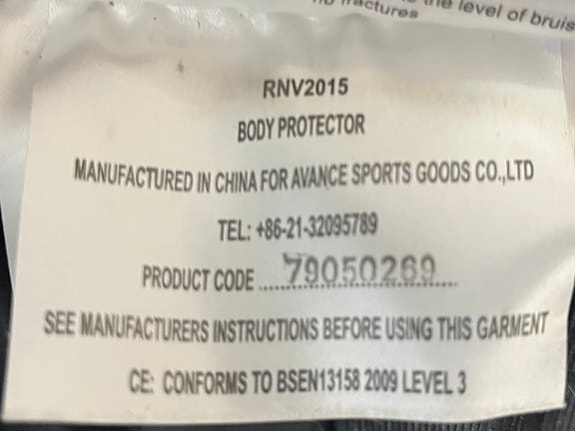 the level of bruis
fractures
RNV2015
BODY PROTECTOR
MANUFACTURED IN CHINA FOR AVANCE SPORTS GOODS CO.,LTD
TEL: +86-21-32095789
PRODUCT CODE ....79050269....
SEE MANUFACTURERS INSTRUCTIONS BEFORE USING THIS GARMENT
CE: CONFORMS TO BSEN13158 2009 LEVEL 3